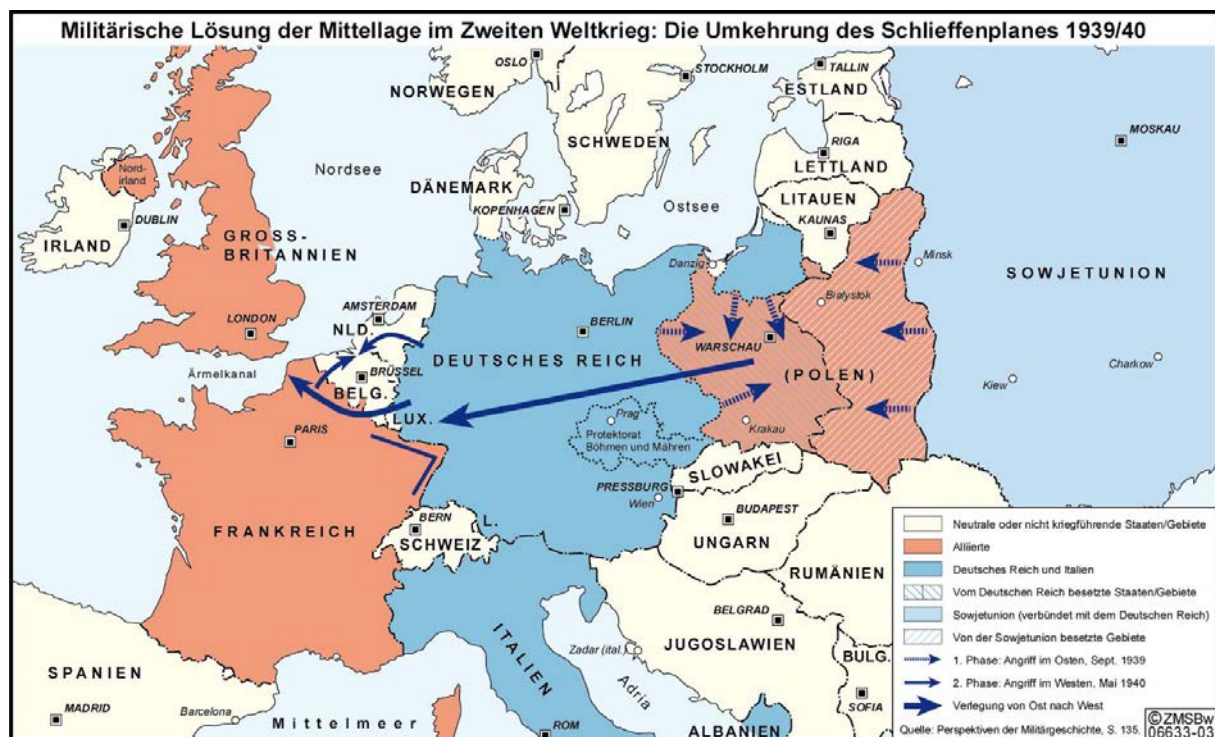 Militärische Lösung der Mittellage im Zweiten Weltkrieg: Die Umkehrung des Schlieffenplanes 1939/40
OSLO
STOCKHOLM
TALLIN
NORWEGEN
ESTLAND
MOSKAU
SCHWEDEN
RIGA
LETTLAND
Nordsee
Nord-
irland
DÄNEMARK
LITAUEN
KOPENHAGEN
Ostsee
KAUNAS
DUBLIN
IRLAND
GROSS-
BRITANNIEN
Danzig
Minsk
SOWJETUNION
AMSTERDAM
Bialystok
LONDON
NLD.
BERLIN
WARSCHAU
DEUTSCHES REICH
Ärmelkanal
BRÜSSEL
(POLEN)
Charkow
BELG.
Kiew
LUX.
Prag
Krakau
PARIS
Protektorat
Böhmen und Mähren
SLOWAKEI
PRESSBURG
Wien
FRANKREICH
BERN
L.
BUDAPEST
SCHWEIZ
UNGARN
RUMÄNIEN
BELGRAD
JUGOSLAWIEN
ITALIEN
Zadar (ital.)
BULG.
SPANIEN
Adria
MADRID
Barcelona
SOFIA
Mittelmeer
ROM
ALBANIEN
Neutrale oder nicht kriegführende Staaten/Gebiete
Alliierte
Deutsches Reich und Italien
Vom Deutschen Reich besetzte Staaten/Gebiete
Sowjetunion (verbündet mit dem Deutschen Reich)
Von der Sowjetunion besetzte Gebiete
1. Phase: Angriff im Osten, Sept. 1939
2. Phase: Angriff im Westen, Mai 1940
Verlegung von Ost nach West
Quelle: Perspektiven der Militärgeschichte, S. 135.
©ZMSBw
06633-03